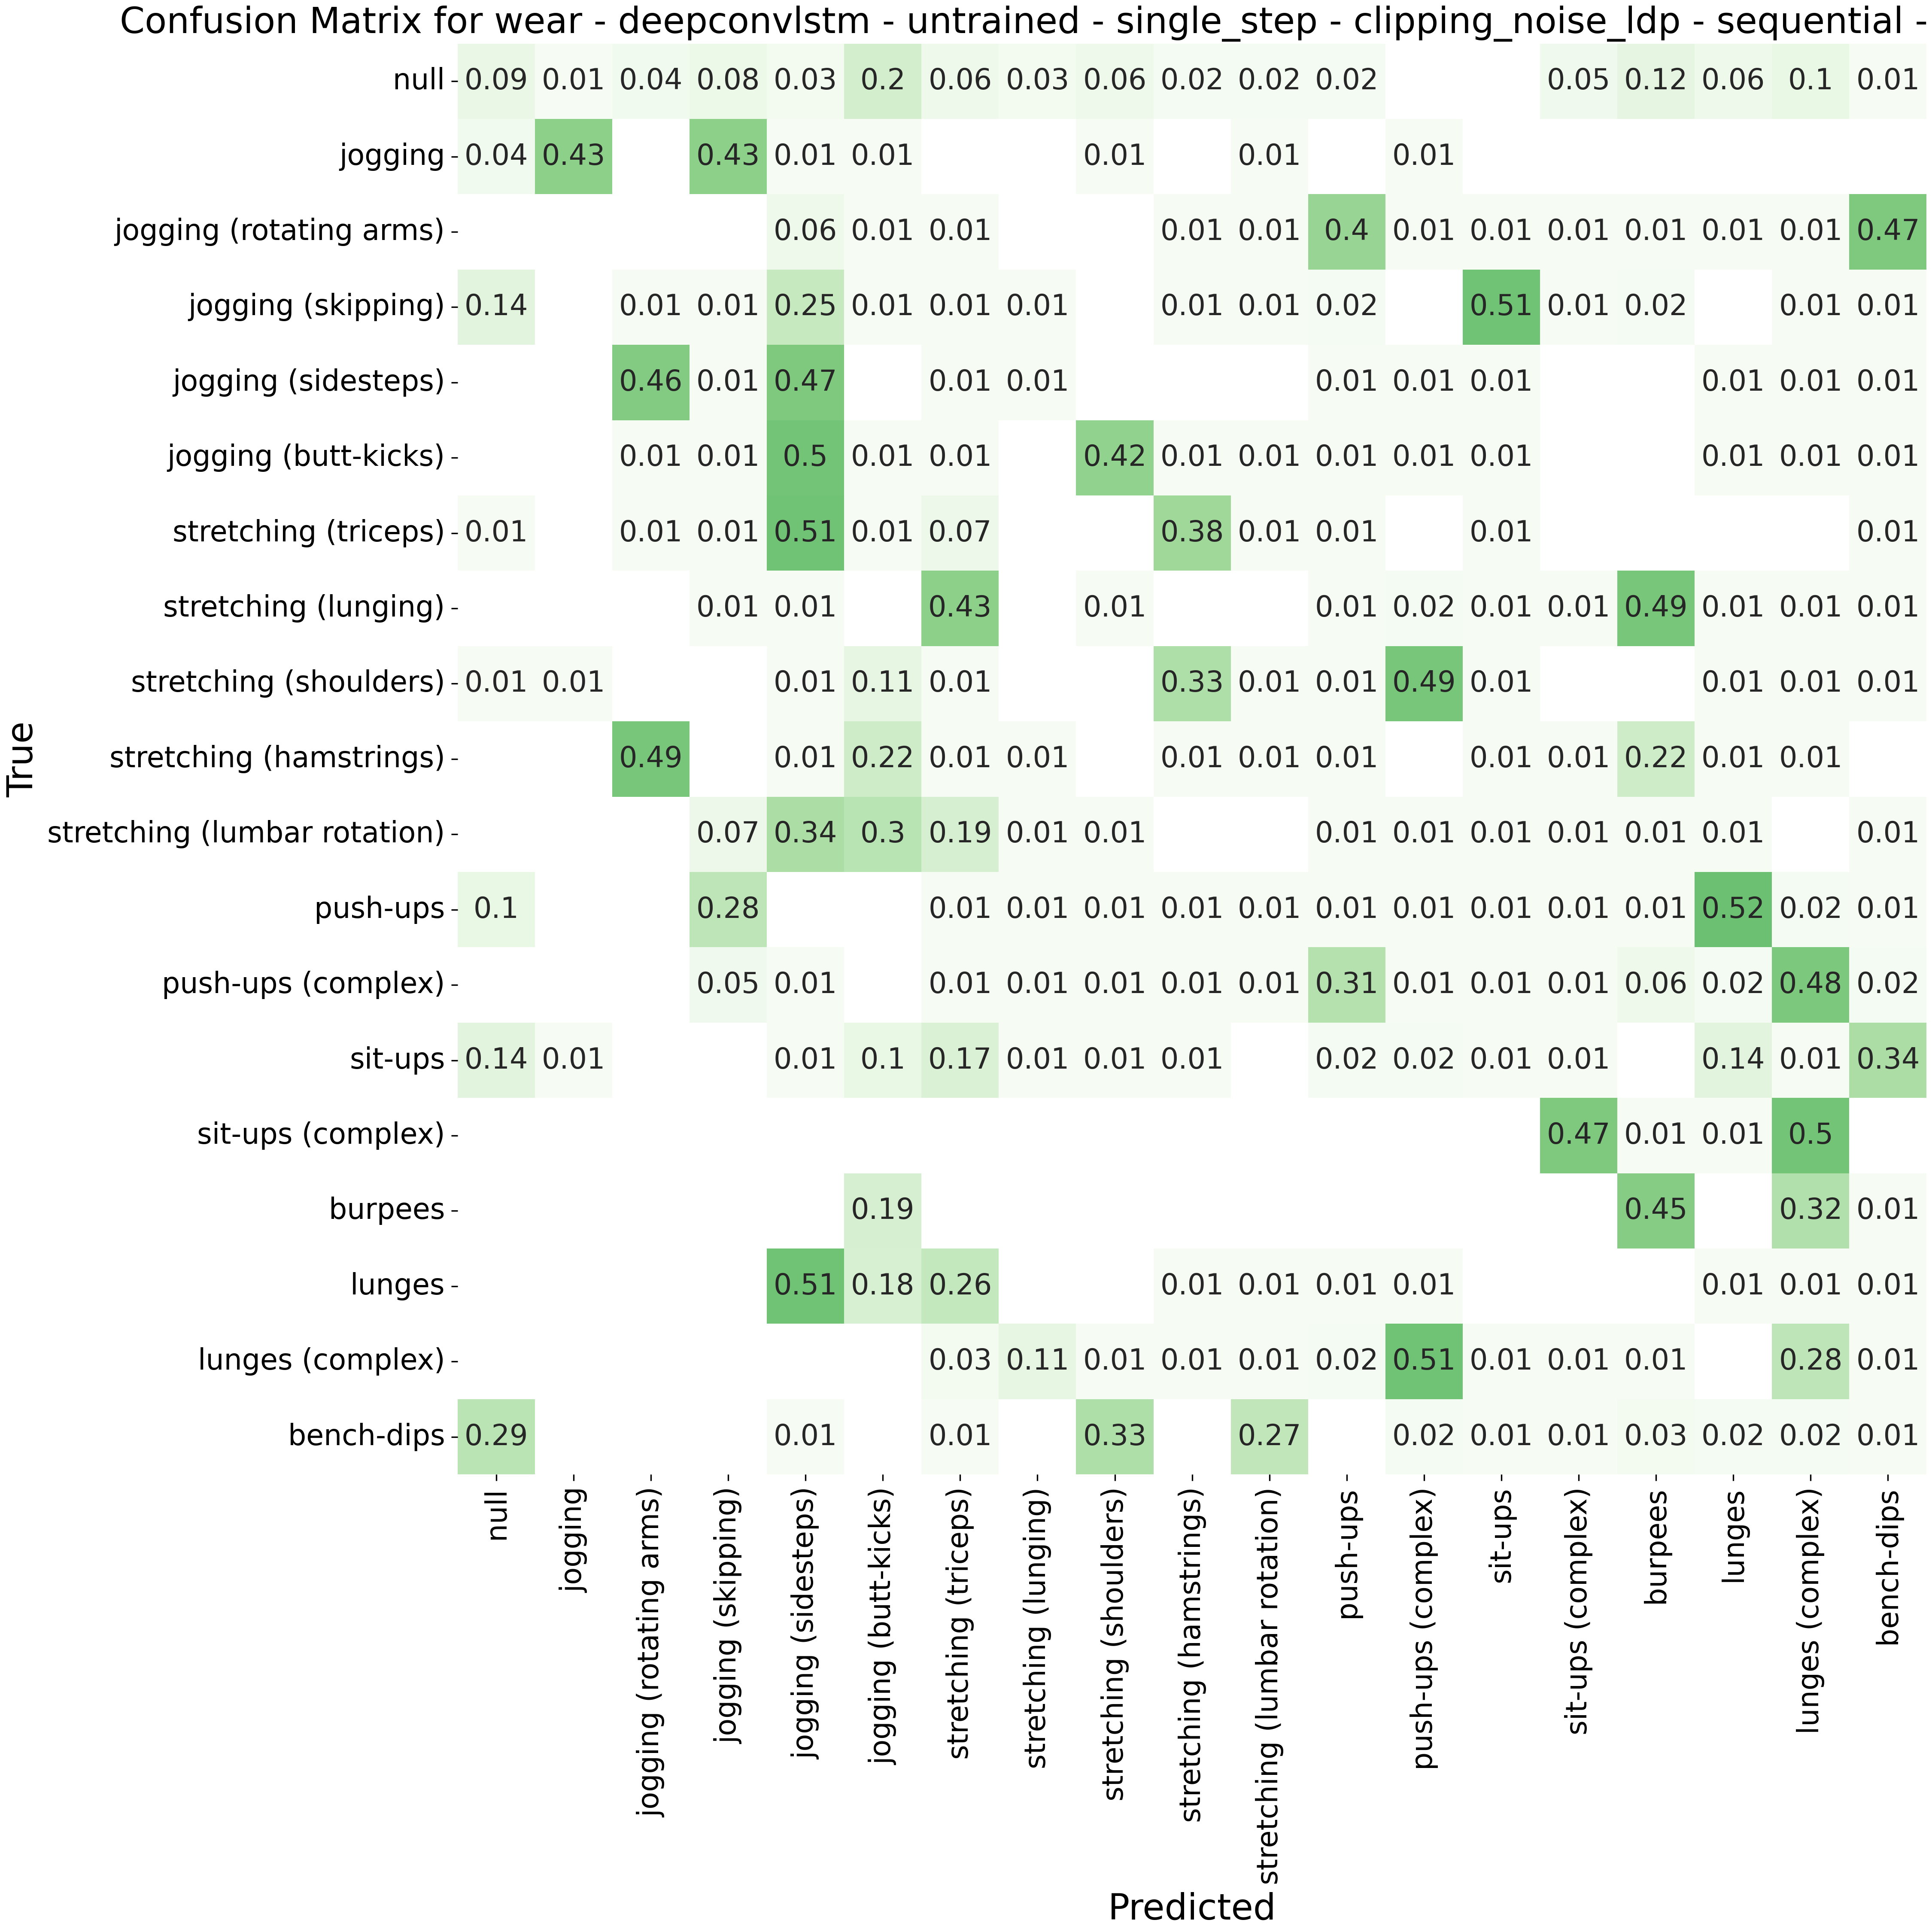 Confusion Matrix for wear - deepconvlstm - untrained - single_step - clipping_noise_ldp - sequential -
null 0.09 0.01 0.04 0.08 0.03 0.2 0.06 0.03 0.06 0.02 0.02 0.02 0.05 0.12 0.06 0.1 0.01
jogging 0.04 0.43 0.43 0.01 0.01 0.01 0.01 0.01
jogging (rotating arms) 0.06 0.01 0.01 0.01 0.01 0.4 0.01 0.01 0.01 0.01 0.01 0.01 0.47
jogging (skipping) 0.14 0.01 0.01 0.25 0.01 0.01 0.01 0.01 0.01 0.02 0.51 0.01 0.02 0.01 0.01
jogging (sidesteps) 0.46 0.01 0.47 0.01 0.01 0.01 0.01 0.01 0.01 0.01 0.01
jogging (butt-kicks) 0.01 0.01 0.5 0.01 0.01 0.42 0.01 0.01 0.01 0.01 0.01 0.01 0.01 0.01
stretching (triceps) 0.01 0.01 0.01 0.51 0.01 0.07 0.38 0.01 0.01 0.01 0.01
stretching (lunging) 0.01 0.01 0.43 0.01 0.01 0.02 0.01 0.01 0.49 0.01 0.01 0.01
stretching (shoulders) 0.01 0.01 0.01 0.11 0.01 0.33 0.01 0.01 0.49 0.01 0.01 0.01 0.01
stretching (hamstrings) 0.49 0.01 0.22 0.01 0.01 0.01 0.01 0.01 0.01 0.01 0.22 0.01 0.01
stretching (lumbar rotation) 0.07 0.34 0.3 0.19 0.01 0.01 0.01 0.01 0.01 0.01 0.01 0.01 0.01
push-ups 0.1 0.28 0.01 0.01 0.01 0.01 0.01 0.01 0.01 0.01 0.01 0.01 0.52 0.02 0.01
push-ups (complex) 0.05 0.01 0.01 0.01 0.01 0.01 0.01 0.31 0.01 0.01 0.01 0.06 0.02 0.48 0.02
sit-ups 0.14 0.01 0.01 0.1 0.17 0.01 0.01 0.01 0.02 0.02 0.01 0.01 0.14 0.01 0.34
sit-ups (complex) 0.47 0.01 0.01 0.5
burpees 0.19 0.45 0.32 0.01
lunges 0.51 0.18 0.26 0.01 0.01 0.01 0.01 0.01 0.01 0.01
lunges (complex) 0.03 0.11 0.01 0.01 0.01 0.02 0.51 0.01 0.01 0.01 0.28 0.01
bench-dips 0.29 0.01 0.01 0.33 0.27 0.02 0.01 0.01 0.03 0.02 0.02 0.01
True
null
jogging
jogging (rotating arms)
jogging (skipping)
jogging (sidesteps)
jogging (butt-kicks)
stretching (triceps)
stretching (lunging)
stretching (shoulders)
stretching (hamstrings)
stretching (lumbar rotation)
push-ups
push-ups (complex)
sit-ups
sit-ups (complex)
burpees
lunges
lunges (complex)
bench-dips
Predicted